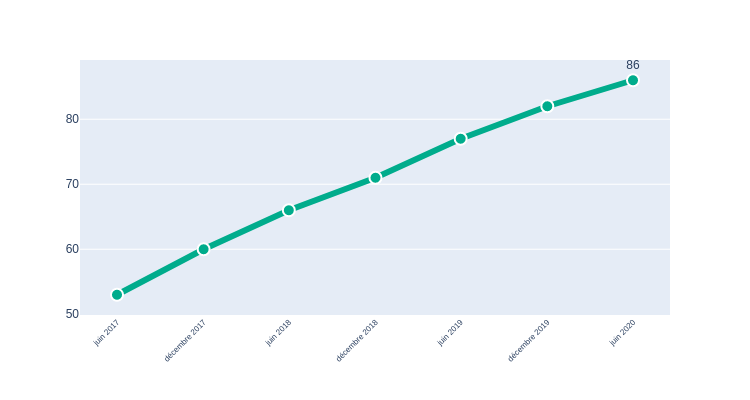 86
80
70
60
50
juin 2017
décembre 2017
juin 2018
décembre 2018
juin 2019
décembre 2019
juin 2020